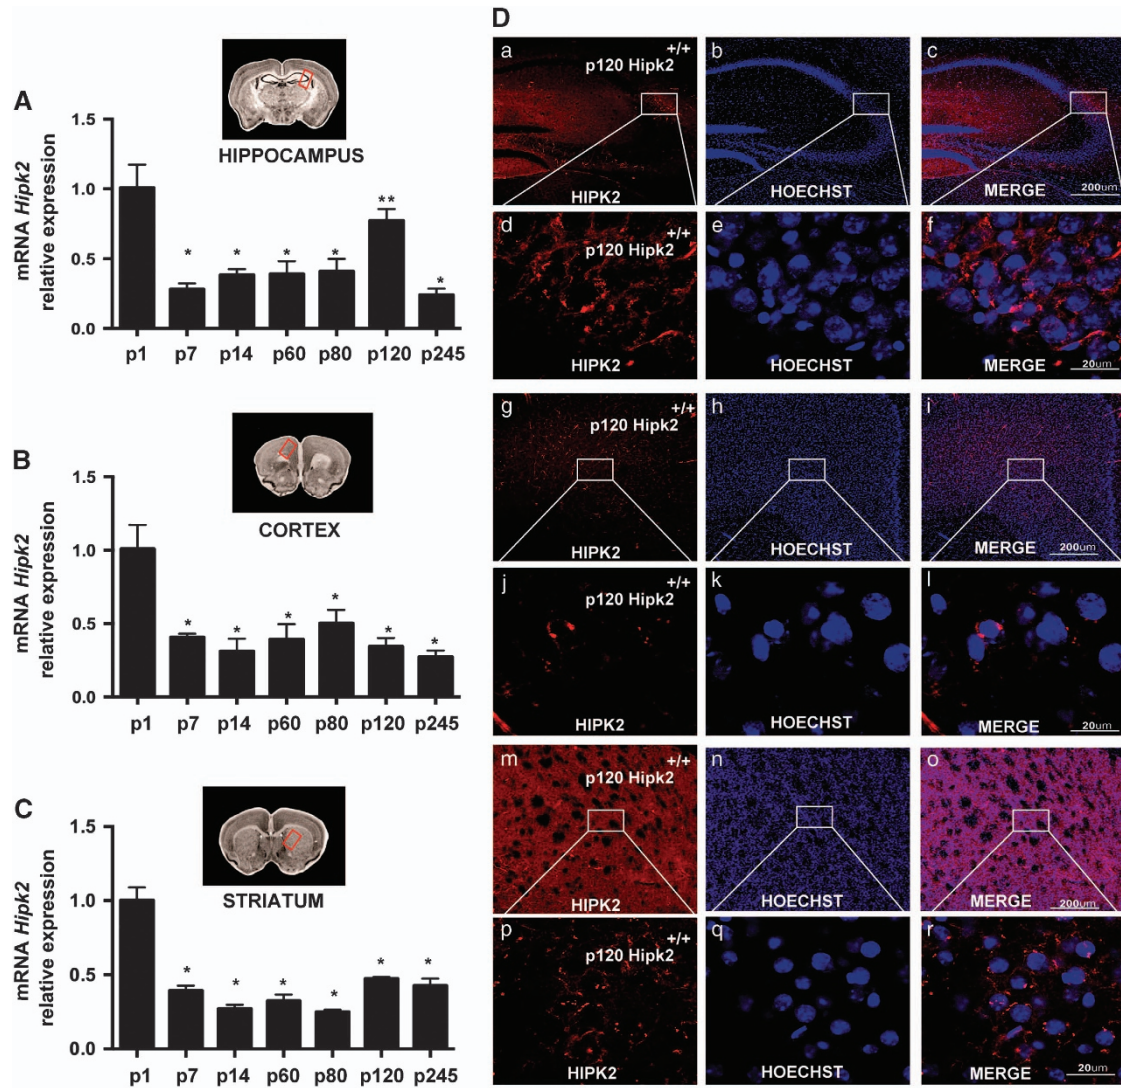 A
HIPPOCAMPUS
mRNA Hipk2
relative expression
1.5
1.0
0.5
0.0
* * * * ** *
p1 p7 p14 p60 p80 p120 p245
B
CORTEX
mRNA Hipk2
relative expression
1.5
1.0
0.5
0.0
* * * * * *
p1 p7 p14 p60 p80 p120 p245
C
STRIATUM
mRNA Hipk2
relative expression
1.5
1.0
0.5
0.0
* * * * * *
p1 p7 p14 p60 p80 p120 p245
D
a p120 Hipk2 +/+
HIPK2
b
HOECHST
c
MERGE 200um
d p120 Hipk2 +/+
HIPK2
e
HOECHST
f
MERGE 20um
g p120 Hipk2 +/+
HIPK2
h
HOECHST
i
MERGE 200um
j p120 Hipk2 +/+
HIPK2
k
HOECHST
l
MERGE 20um
m p120 Hipk2 +/+
HIPK2
n
HOECHST
o
MERGE 200um
p p120 Hipk2 +/+
HIPK2
q
HOECHST
r
MERGE 20um